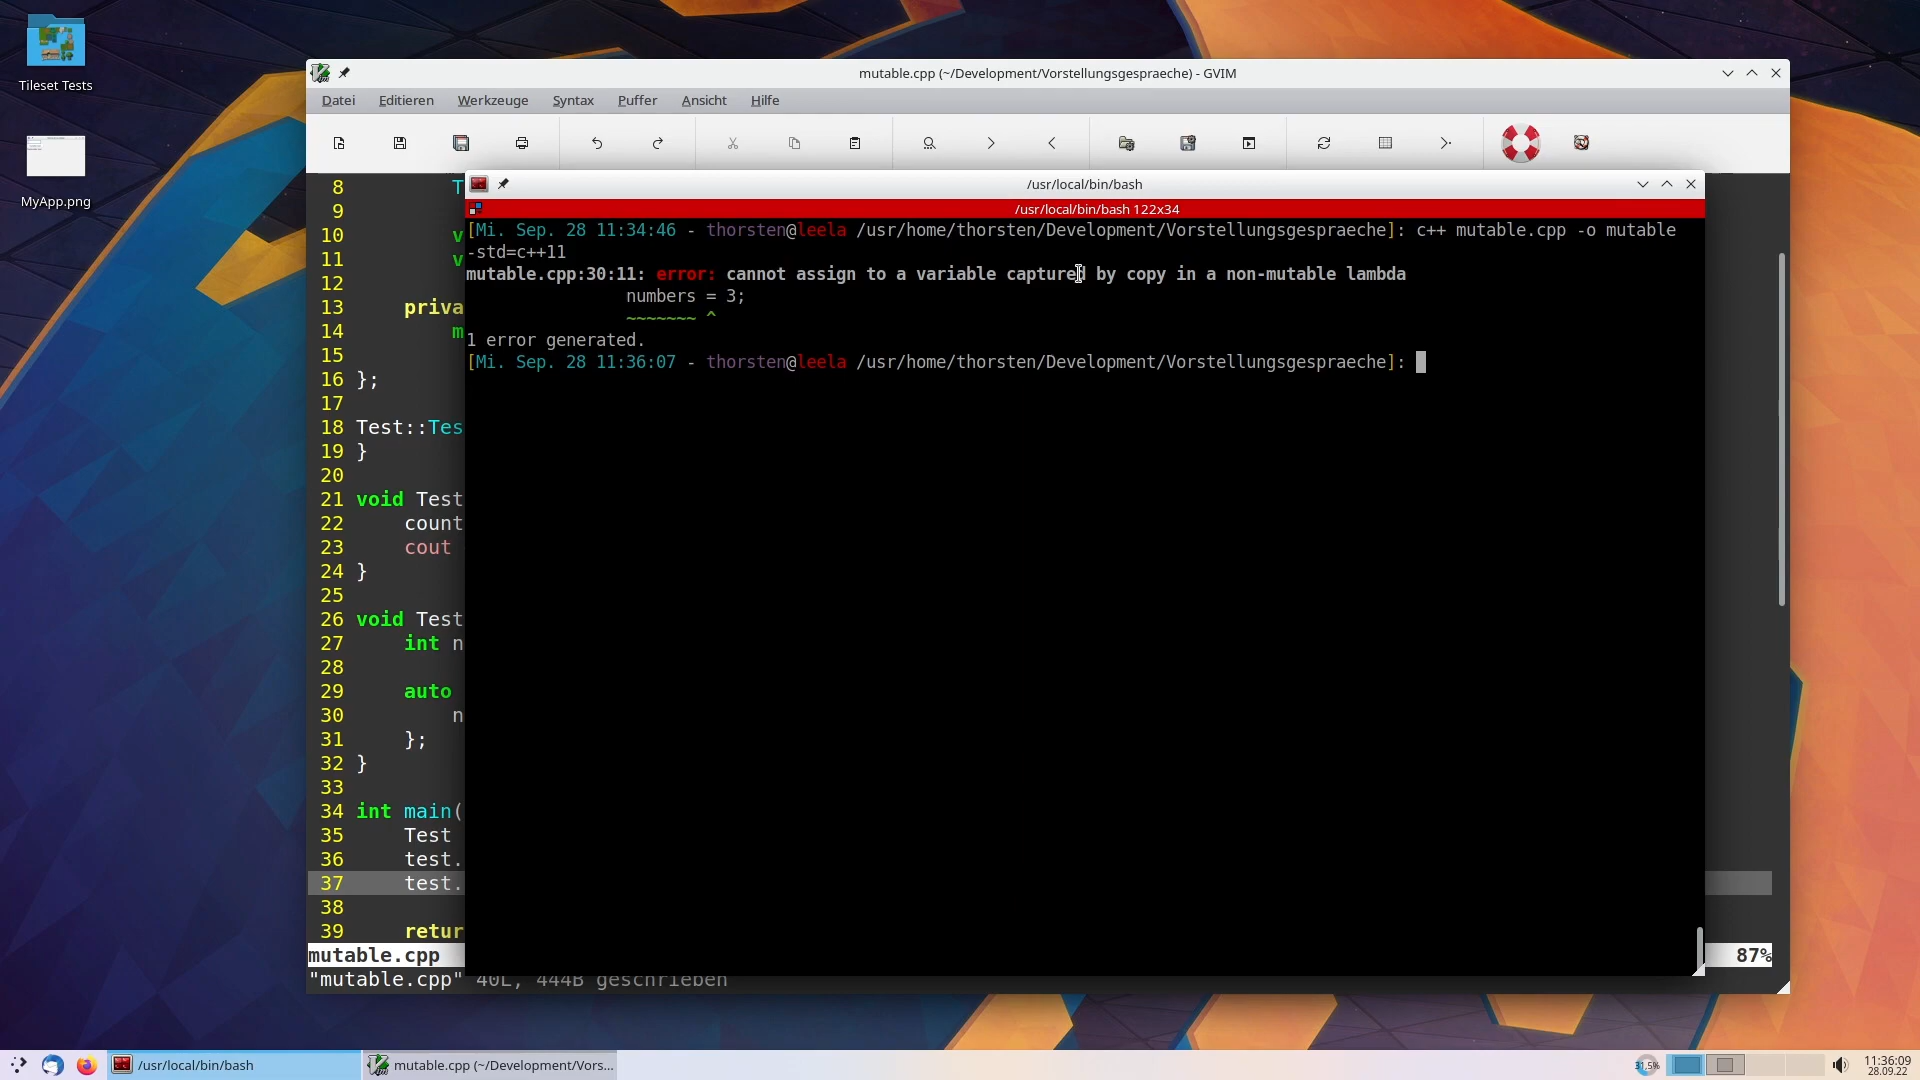 Tileset Tests
MyApp.png
mutable.cpp (~/Development/Vorstellungsgespraeche) - GVIM
Datei Editieren Werkzeuge Syntax Puffer Ansicht Hilfe
/usr/local/bin/bash
/usr/local/bin/bash 122x34
[Mi. Sep. 28 11:34:46 - thorsten@leela /usr/home/thorsten/Development/Vorstellungsgespraeche]: c++ mutable.cpp -o mutable
-std=c++11
mutable.cpp:30:11: error: cannot assign to a variable captured by copy in a non-mutable lambda
numbers = 3;
~~~~~~~ ^
1 error generated.
[Mi. Sep. 28 11:36:07 - thorsten@leela /usr/home/thorsten/Development/Vorstellungsgespraeche]:
8 T
9
10 v
11 v
12
13 priva
14 m
15
16 };
17
18 Test::Tes
19 }
20
21 void Test
22 count
23 cout
24 }
25
26 void Test
27 int n
28
29 auto
30 n
31 };
32 }
33
34 int main(
35 Test
36 test.
37 test.
38
39 retur
mutable.cpp 87%
"mutable.cpp" 40L, 444B geschrieben
/usr/local/bin/bash
mutable.cpp (~/Development/Vors...
31,5%
11:36:09
28.09.22